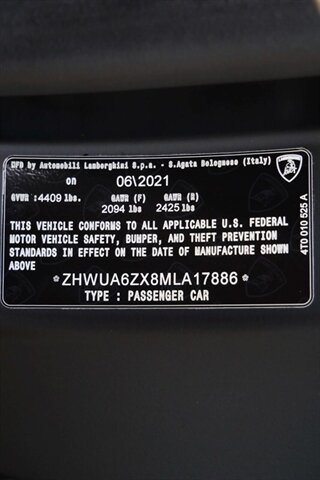 MFD by Automobili Lamborghini S.p.a. - S.Agata Bolognese (Italy)
on 06\2021
GVWR :4409 lbs. GAWR (F) GAWR (R)
2094 lbs 2425 lbs
THIS VEHICLE CONFORMS TO ALL APPLICABLE U.S. FEDERAL
MOTOR VEHICLE SAFETY, BUMPER, AND THEFT PREVENTION
STANDARDS IN EFFECT ON THE DATE OF MANUFACTURE SHOWN
ABOVE
*ZHWUA6ZX8MLA17886*
TYPE : PASSENGER CAR
4T0 010 525 A